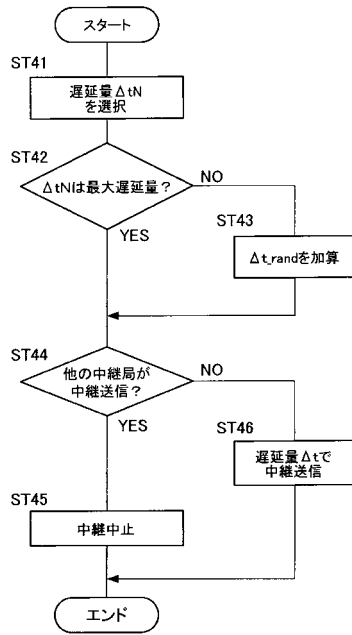 スタート
ST41
遅延量ΔtN
を選択
ST42
ΔtNは最大遅延量？
NO
YES
ST43
Δt_randを加算
ST44
他の中継局が
中継送信？
NO
YES
ST46
遅延量Δtで
中継送信
ST45
中継中止
エンド